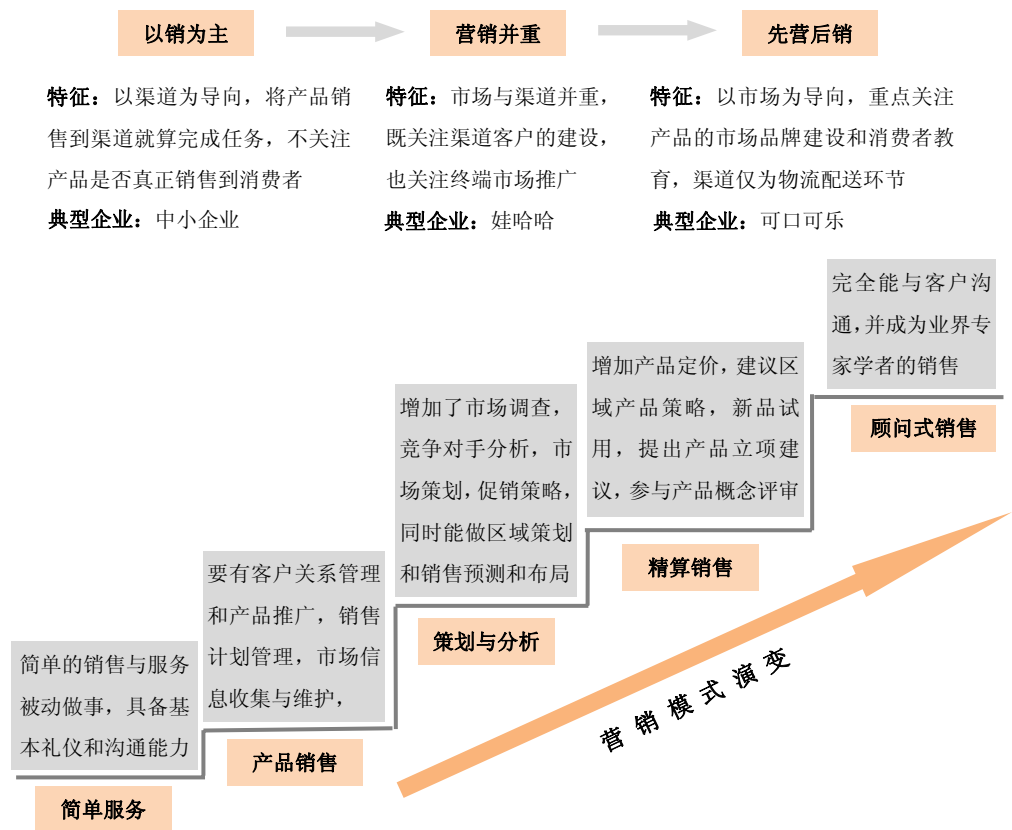 以销为主
营销并重
先营后销
特征：以渠道为导向，将产品销
售到渠道就算完成任务，不关注
产品是否真正销售到消费者
典型企业：中小企业
特征：市场与渠道并重，
既关注渠道客户的建设，
也关注终端市场推广
典型企业：娃哈哈
特征：以市场为导向，重点关注
产品的市场品牌建设和消费者教
育，渠道仅为物流配送环节
典型企业：可口可乐
简单的销售与服务
被动做事，具备基
本礼仪和沟通能力
简单服务
要有客户关系管理
和产品推广，销售
计划管理，市场信
息收集与维护，
产品销售
增加了市场调查，
竞争对手分析，市
场策划，促销策略，
同时能做区域策划
和销售预测和布局
策划与分析
增加产品定价，建议区
域产品策略，新品试
用，提出产品立项建
议，参与产品概念评审
精算销售
完全能与客户沟
通，并成为业界专
家学者的销售
顾问式销售
营销模式演变